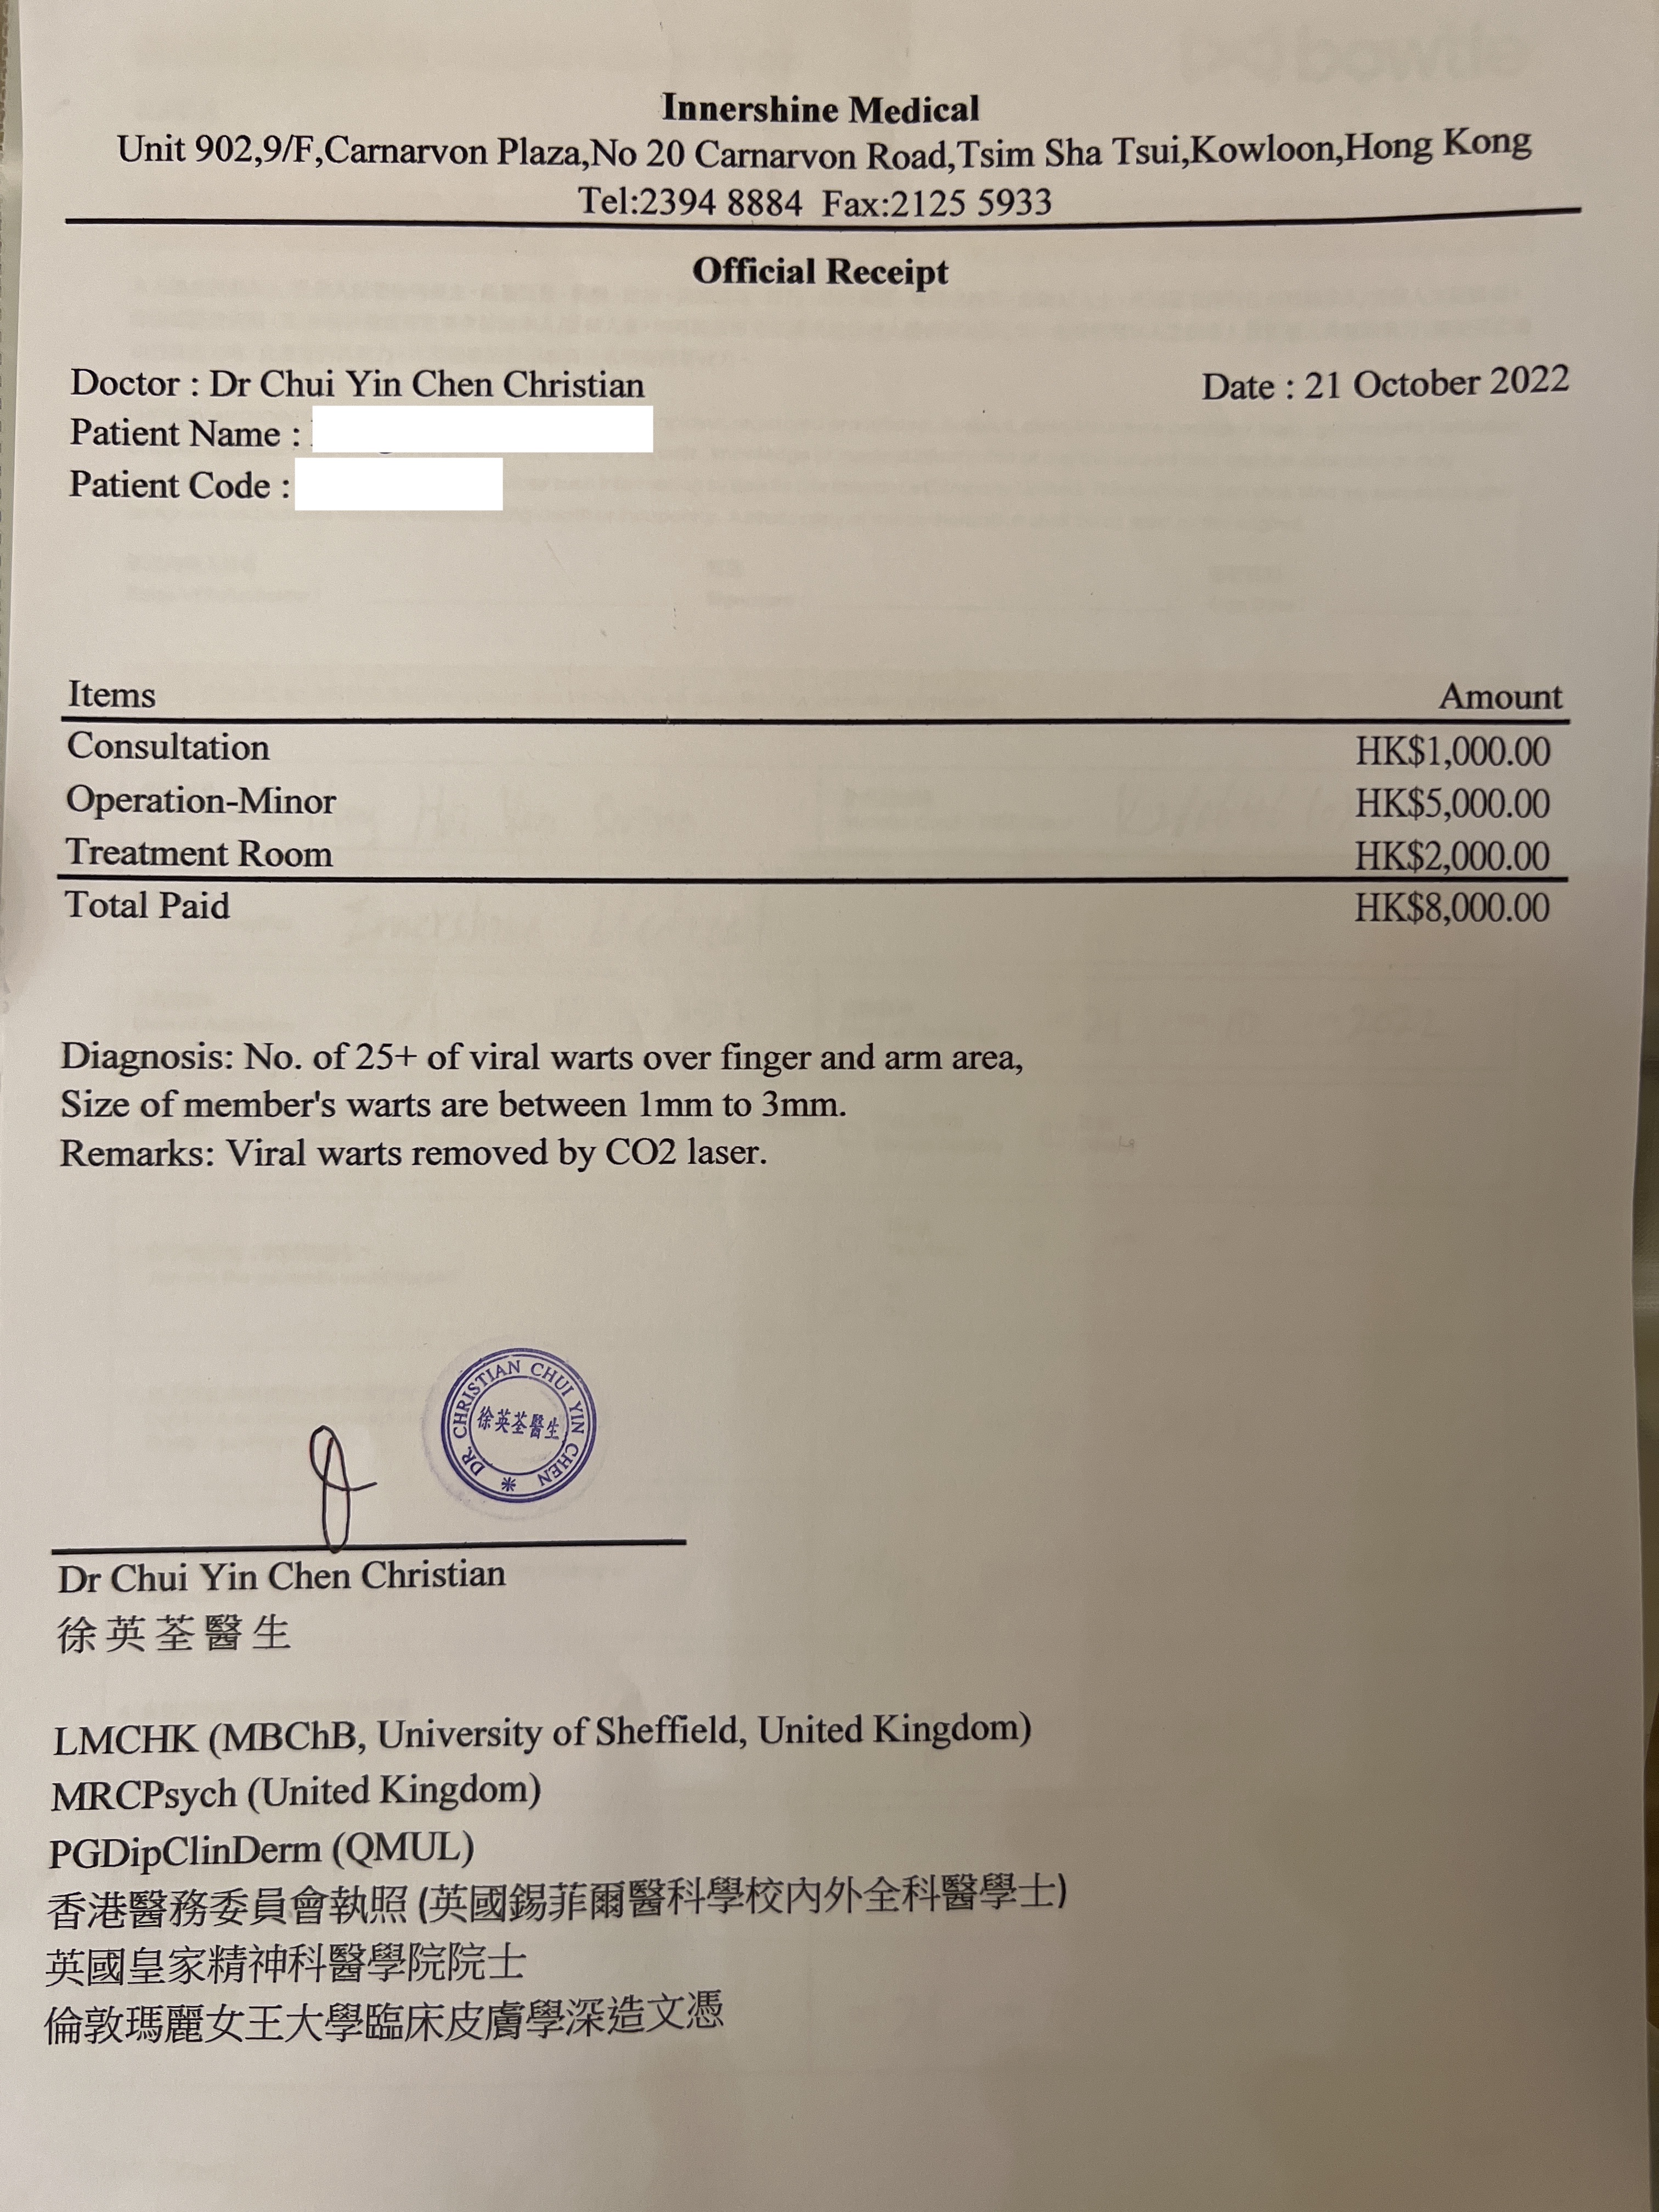 Innershine Medical
Unit 902,9/F,Carnarvon Plaza,No 20 Carnarvon Road,Tsim Sha Tsui,Kowloon,Hong Kong
Tel:2394 8884 Fax:2125 5933
Official Receipt
Doctor : Dr Chui Yin Chen Christian Date : 21 October 2022
Patient Name :
Patient Code :
Items Amount
Consultation HK$1,000.00
Operation-Minor HK$5,000.00
Treatment Room HK$2,000.00
Total Paid HK$8,000.00
Diagnosis: No. of 25+ of viral warts over finger and arm area,
Size of member's warts are between 1mm to 3mm.
Remarks: Viral warts removed by CO2 laser.
DR. CHRISTIAN CHUI YIN CHEN
徐英荃醫生
Dr Chui Yin Chen Christian
徐英荃醫生
LMCHK (MBChB, University of Sheffield, United Kingdom)
MRCPsych (United Kingdom)
PGDipClinDerm (QMUL)
香港醫務委員會執照 (英國錫菲爾醫科學校內外全科醫學士)
英國皇家精神科醫學院院士
倫敦瑪麗女王大學臨床皮膚學深造文憑